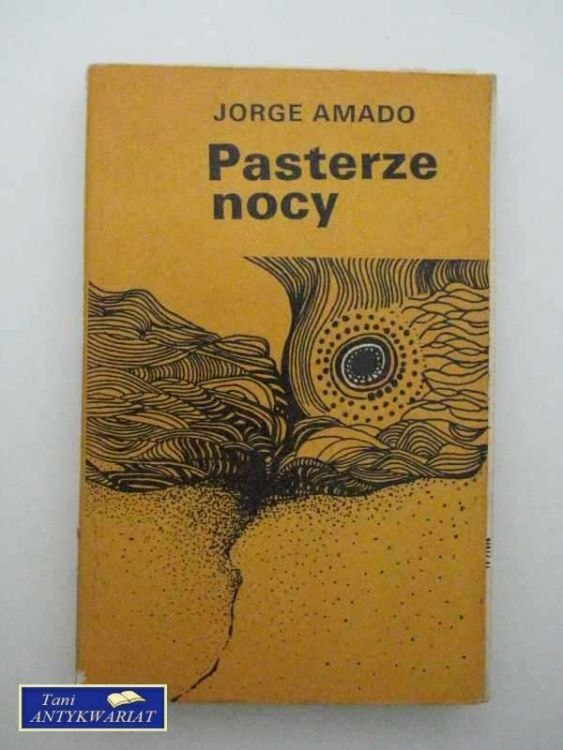 JORGE AMADO
Pasterze
nocy
Tani
ANTYKWARIAT